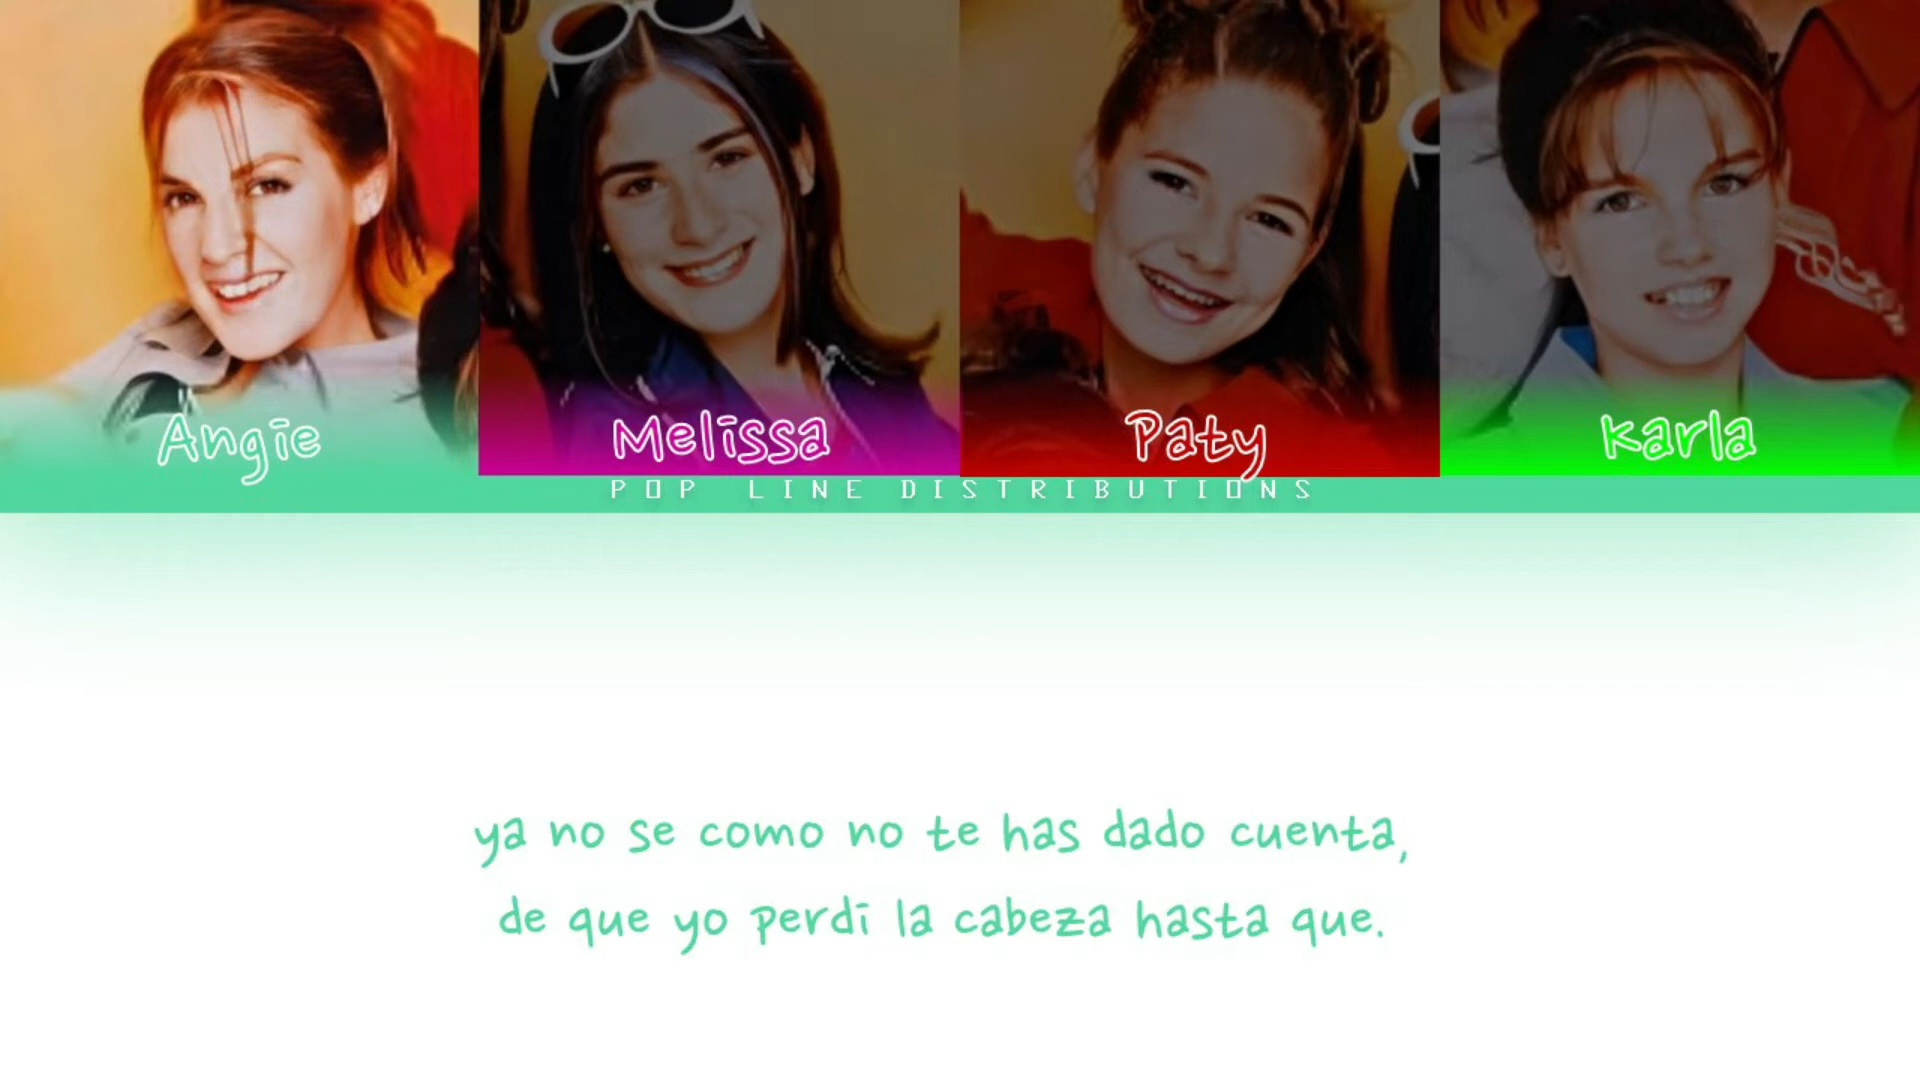 Angie
Melissa
Paty
Karla
POP LINE DISTRIBUTIONS
ya no se como no te has dado cuenta,
de que yo perdi la cabeza hasta que.